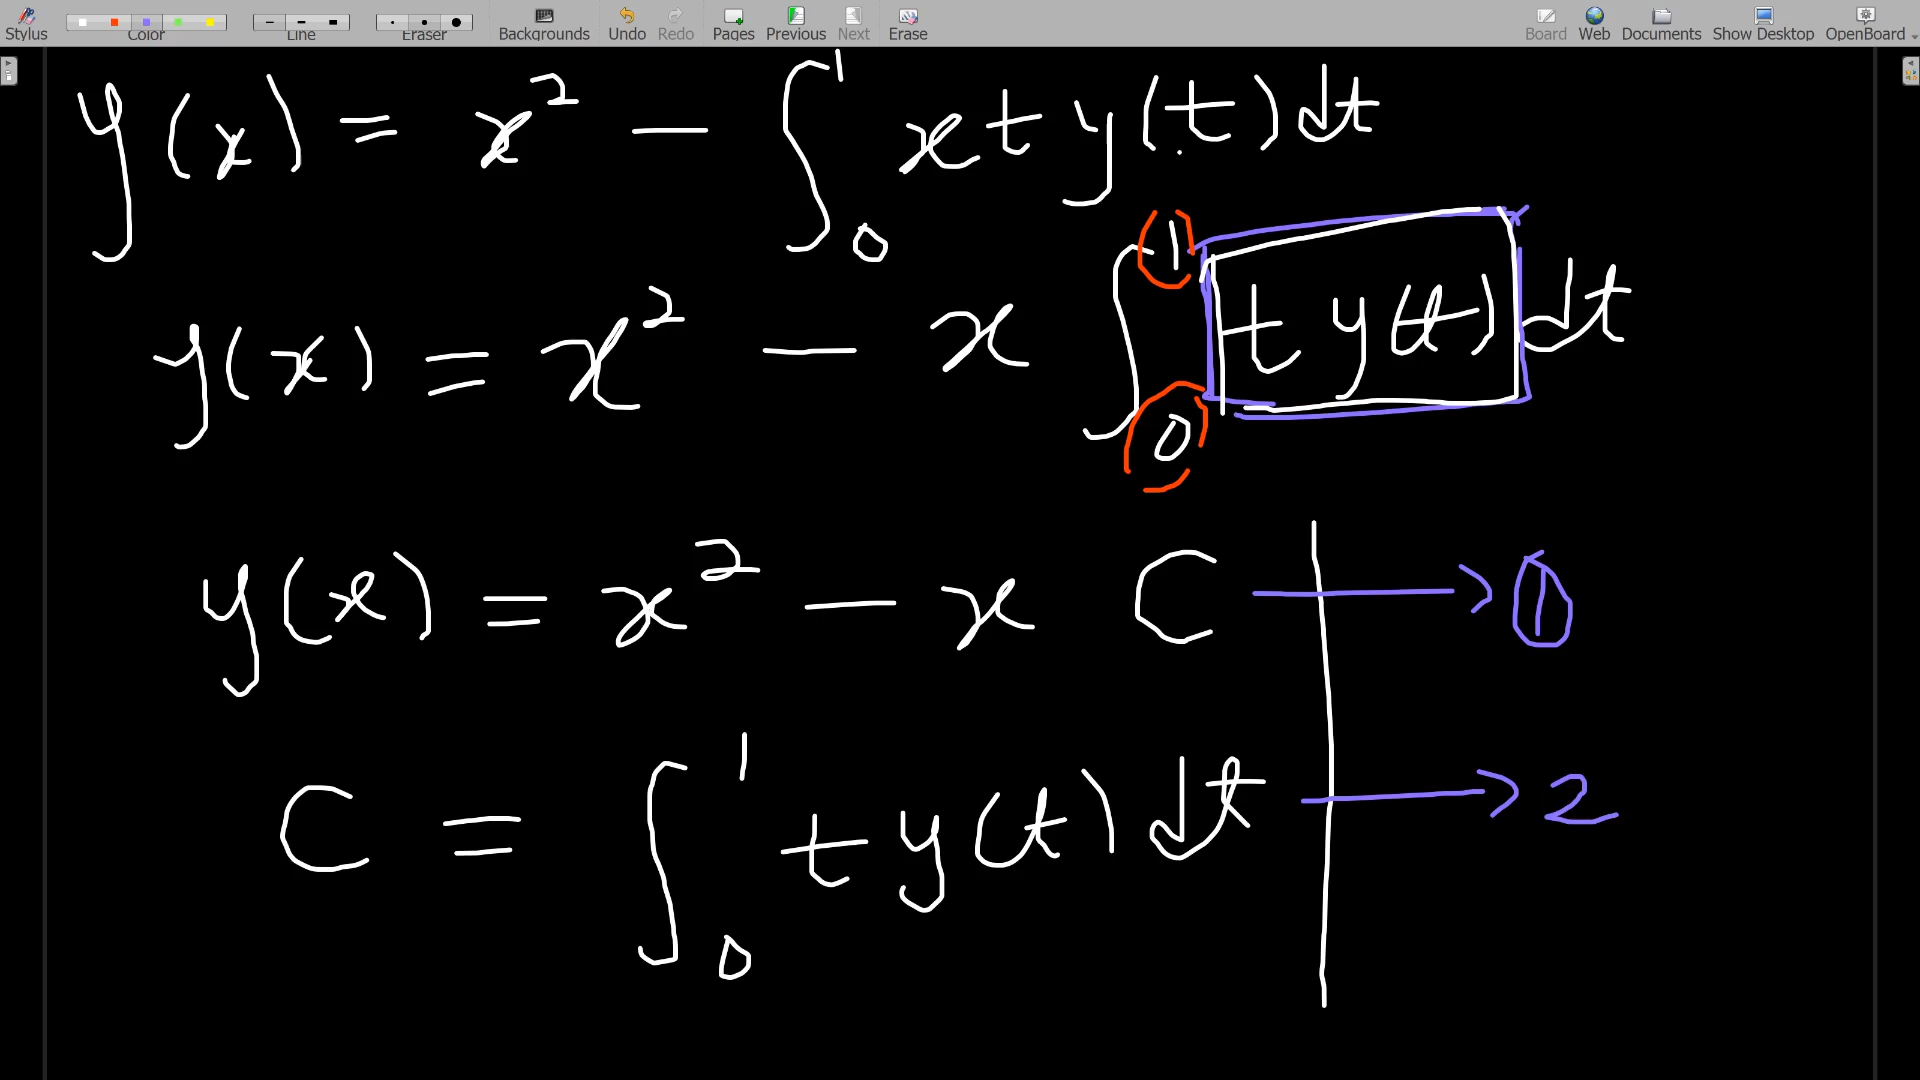 Stylus Color Line Eraser Backgrounds Undo Redo Pages Previous Next Erase Board Web Documents Show Desktop OpenBoard
y(x) = x² − ∫₀¹ x t y(t) dt
y(x) = x² − x ∫₀¹ t y(t) dt
y(x) = x² − x C → ①
C = ∫₀¹ t y(t) dt → 2